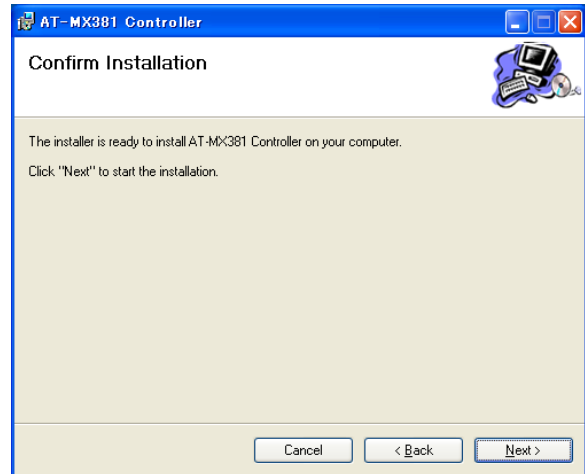 AT-MX381 Controller
Confirm Installation
The installer is ready to install AT-MX381 Controller on your computer.
Click "Next" to start the installation.
Cancel
< Back
Next >